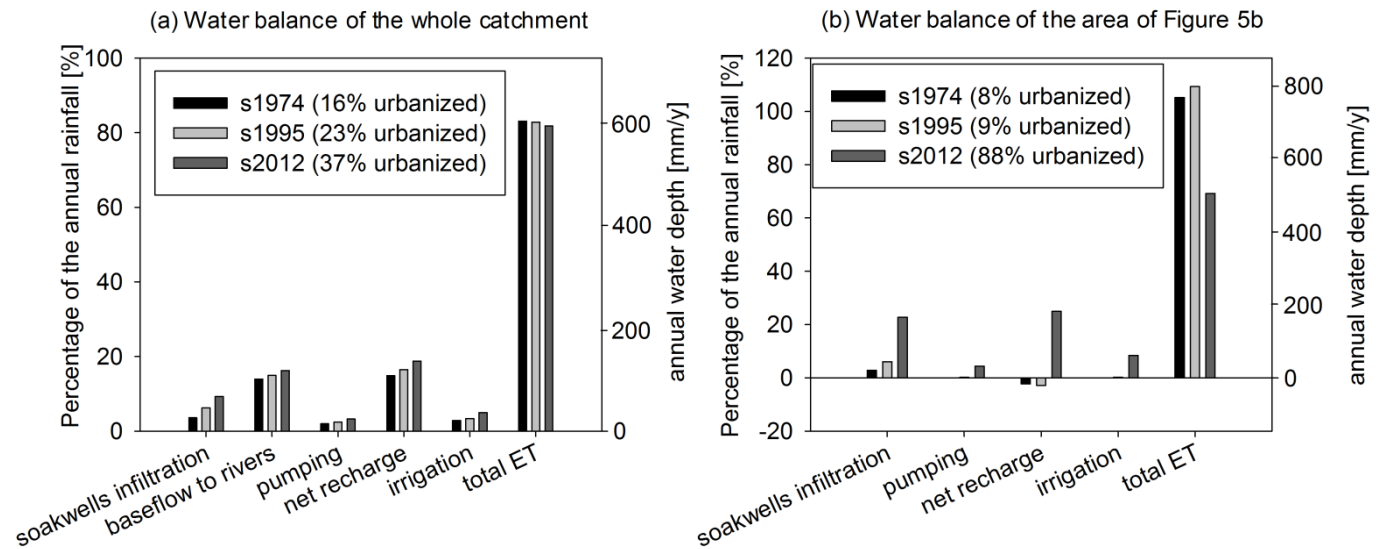 (a) Water balance of the whole catchment
Percentage of the annual rainfall [%]
100
80
60
40
20
0
s1974 (16% urbanized)
s1995 (23% urbanized)
s2012 (37% urbanized)
600
400
200
0
annual water depth [mm/y]
soakwells infiltration
baseflow to rivers
pumping
net recharge
irrigation
total ET
(b) Water balance of the area of Figure 5b
Percentage of the annual rainfall [%]
120
100
80
60
40
20
0
-20
s1974 (8% urbanized)
s1995 (9% urbanized)
s2012 (88% urbanized)
800
600
400
200
0
annual water depth [mm/y]
soakwells infiltration
pumping
net recharge
irrigation
total ET